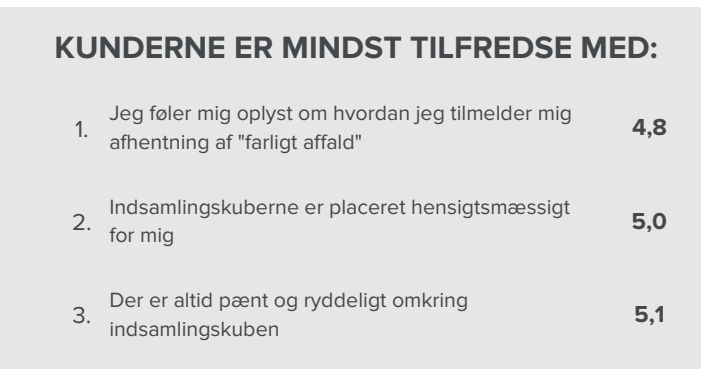 KUNDERNE ER MINDST TILFREDSE MED:
1. Jeg føler mig oplyst om hvordan jeg tilmelder mig
afhentning af "farligt affald" 4,8
2. Indsamlingskuberne er placeret hensigtsmæssigt
for mig 5,0
3. Der er altid pænt og ryddeligt omkring
indsamlingskuben 5,1